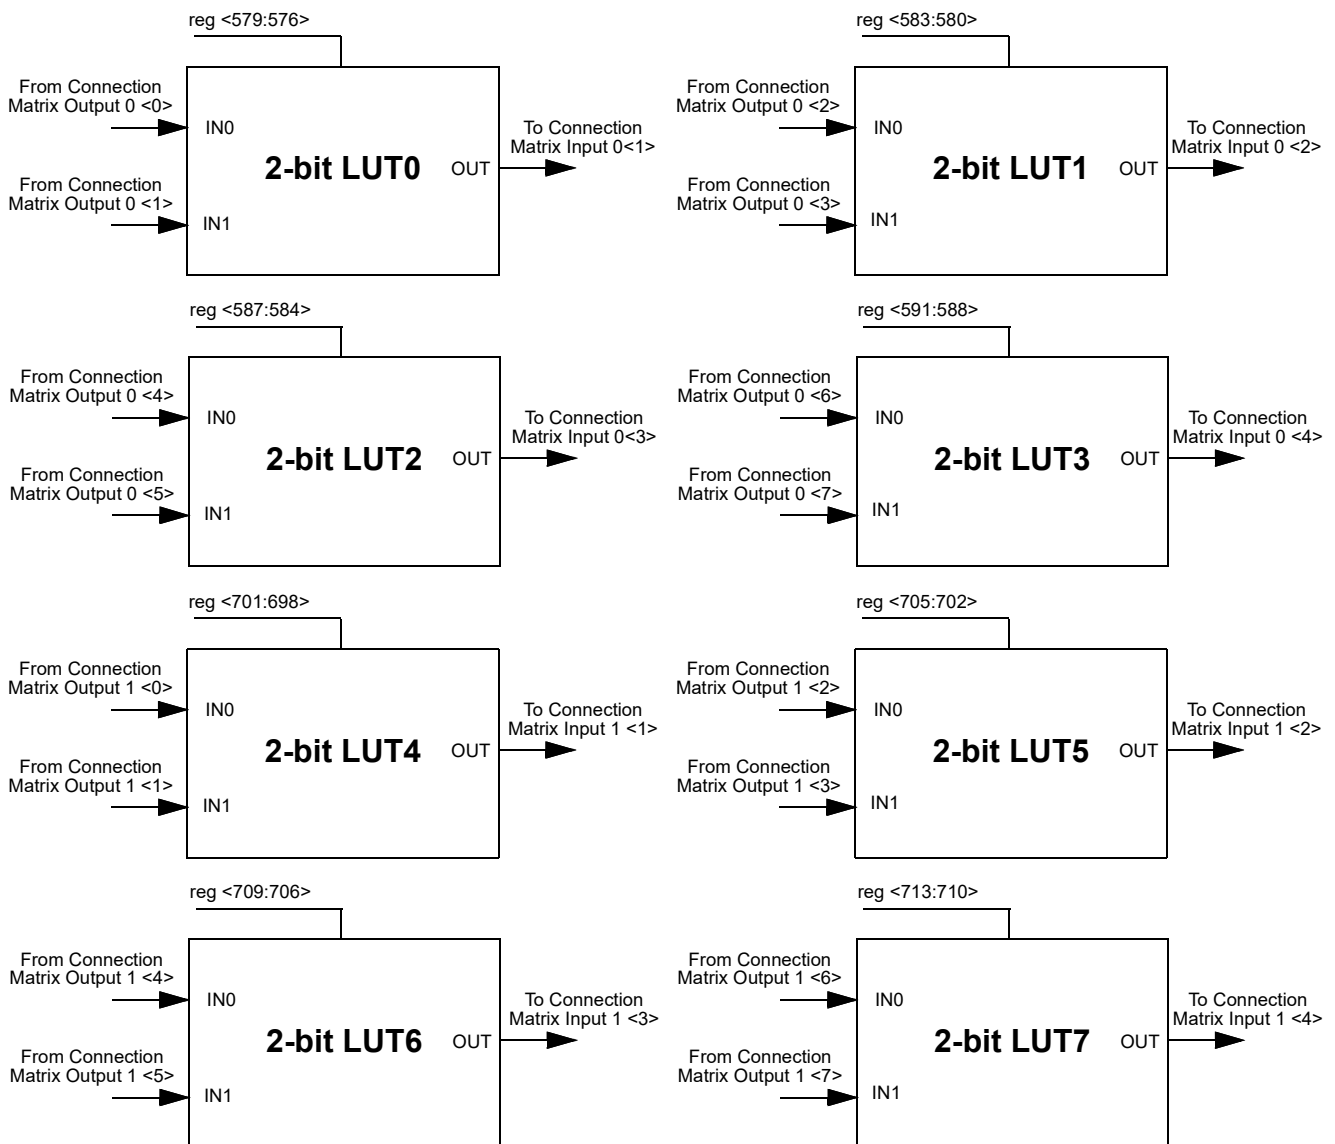 reg <579:576>
From Connection
Matrix Output 0 <0>
IN0
From Connection
Matrix Output 0 <1>
IN1
2-bit LUT0
OUT
To Connection
Matrix Input 0<1>
reg <583:580>
From Connection
Matrix Output 0 <2>
IN0
From Connection
Matrix Output 0 <3>
IN1
2-bit LUT1
OUT
To Connection
Matrix Input 0 <2>
reg <587:584>
From Connection
Matrix Output 0 <4>
IN0
From Connection
Matrix Output 0 <5>
IN1
2-bit LUT2
OUT
To Connection
Matrix Input 0<3>
reg <591:588>
From Connection
Matrix Output 0 <6>
IN0
From Connection
Matrix Output 0 <7>
IN1
2-bit LUT3
OUT
To Connection
Matrix Input 0 <4>
reg <701:698>
From Connection
Matrix Output 1 <0>
IN0
From Connection
Matrix Output 1 <1>
IN1
2-bit LUT4
OUT
To Connection
Matrix Input 1 <1>
reg <705:702>
From Connection
Matrix Output 1 <2>
IN0
From Connection
Matrix Output 1 <3>
IN1
2-bit LUT5
OUT
To Connection
Matrix Input 1 <2>
reg <709:706>
From Connection
Matrix Output 1 <4>
IN0
From Connection
Matrix Output 1 <5>
IN1
2-bit LUT6
OUT
To Connection
Matrix Input 1 <3>
reg <713:710>
From Connection
Matrix Output 1 <6>
IN0
From Connection
Matrix Output 1 <7>
IN1
2-bit LUT7
OUT
To Connection
Matrix Input 1 <4>